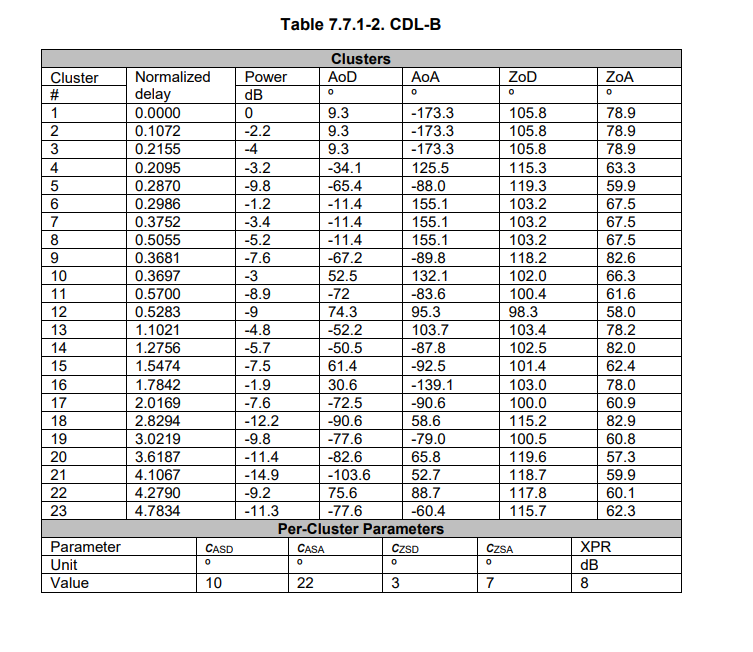 Table 7.7.1-2. CDL-B
Clusters
Cluster Normalized Power AoD AoA ZoD ZoA
# delay dB o o o o
1 0.0000 0 9.3 -173.3 105.8 78.9
2 0.1072 -2.2 9.3 -173.3 105.8 78.9
3 0.2155 -4 9.3 -173.3 105.8 78.9
4 0.2095 -3.2 -34.1 125.5 115.3 63.3
5 0.2870 -9.8 -65.4 -88.0 119.3 59.9
6 0.2986 -1.2 -11.4 155.1 103.2 67.5
7 0.3752 -3.4 -11.4 155.1 103.2 67.5
8 0.5055 -5.2 -11.4 155.1 103.2 67.5
9 0.3681 -7.6 -67.2 -89.8 118.2 82.6
10 0.3697 -3 52.5 132.1 102.0 66.3
11 0.5700 -8.9 -72 -83.6 100.4 61.6
12 0.5283 -9 74.3 95.3 98.3 58.0
13 1.1021 -4.8 -52.2 103.7 103.4 78.2
14 1.2756 -5.7 -50.5 -87.8 102.5 82.0
15 1.5474 -7.5 61.4 -92.5 101.4 62.4
16 1.7842 -1.9 30.6 -139.1 103.0 78.0
17 2.0169 -7.6 -72.5 -90.6 100.0 60.9
18 2.8294 -12.2 -90.6 58.6 115.2 82.9
19 3.0219 -9.8 -77.6 -79.0 100.5 60.8
20 3.6187 -11.4 -82.6 65.8 119.6 57.3
21 4.1067 -14.9 -103.6 52.7 118.7 59.9
22 4.2790 -9.2 75.6 88.7 117.8 60.1
23 4.7834 -11.3 -77.6 -60.4 115.7 62.3
Per-Cluster Parameters
Parameter cASD cASA cZSD cZSA XPR
Unit o o o o dB
Value 10 22 3 7 8